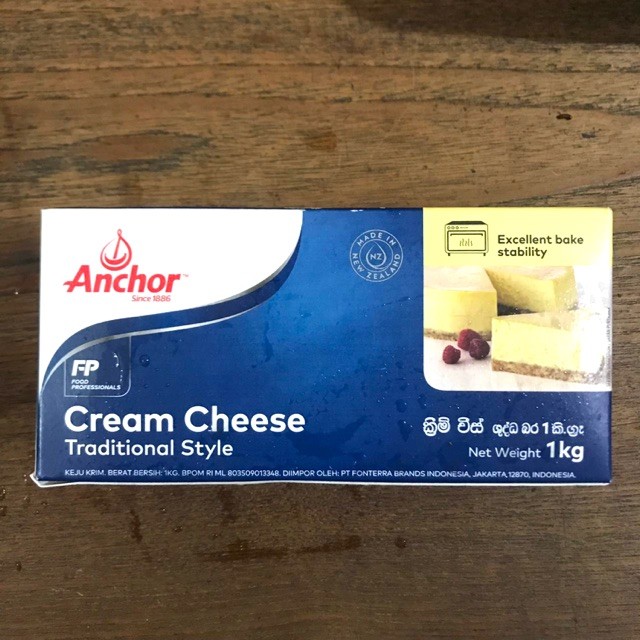 Anchor™
Since 1886
MADE IN
NZ
NEW ZEALAND
Excellent bake
stability
FP
FOOD
PROFESSIONALS
Cream Cheese
Traditional Style
ක්‍රීම් චීස් ශුද්ධ බර 1 කි.ග්‍රෑ
Net Weight 1kg
KEJU KRIM. BERAT BERSIH: 1KG. BPOM RI ML 803509013348. DIIMPOR OLEH: PT FONTERRA BRANDS INDONESIA, JAKARTA,12870, INDONESIA.